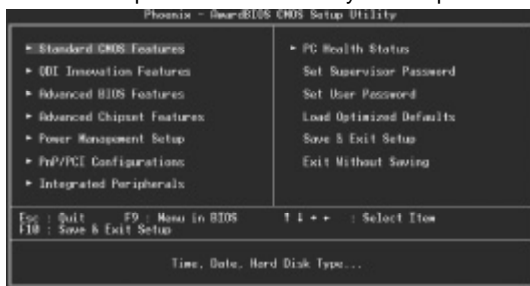 Phoenix - AwardBIOS CMOS Setup Utility
► Standard CMOS Features
► QDI Innovation Features
► Advanced BIOS Features
► Advanced Chipset Features
► Power Management Setup
► PnP/PCI Configurations
► Integrated Peripherals
► PC Health Status
Set Supervisor Password
Set User Password
Load Optimized Defaults
Save & Exit Setup
Exit Without Saving
Esc : Quit F9 : Menu in BIOS ↑ ↓ ← → : Select Item
F10 : Save & Exit Setup
Time, Date, Hard Disk Type...